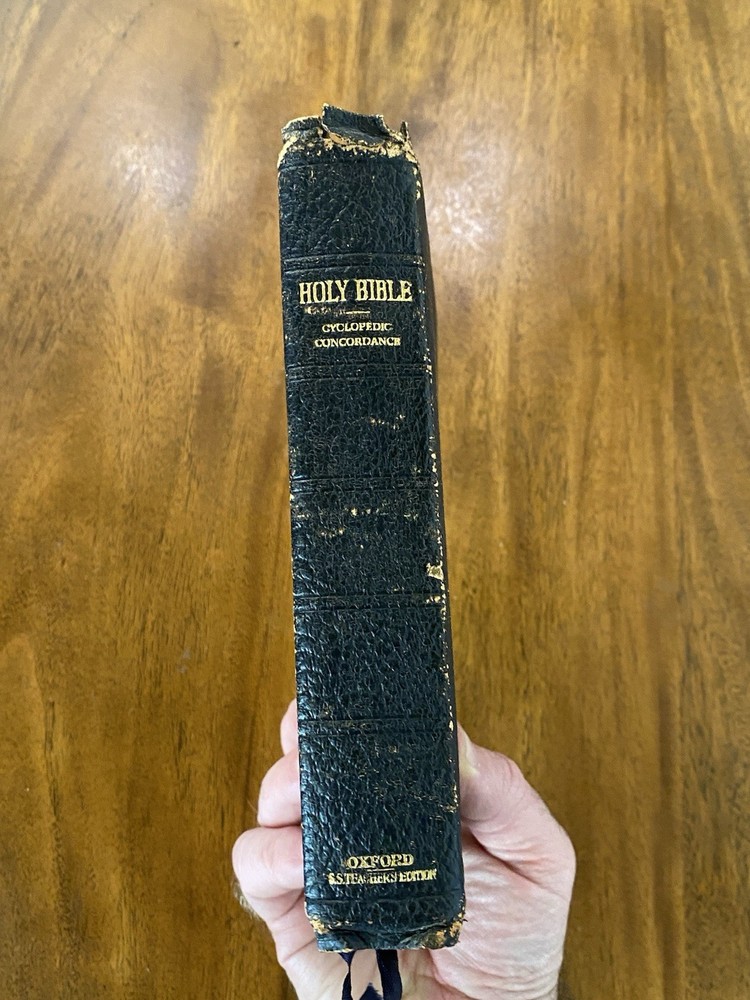 HOLY BIBLE
CYCLOPEDIC
CONCORDANCE
OXFORD
S.S. TEACHERS EDITION